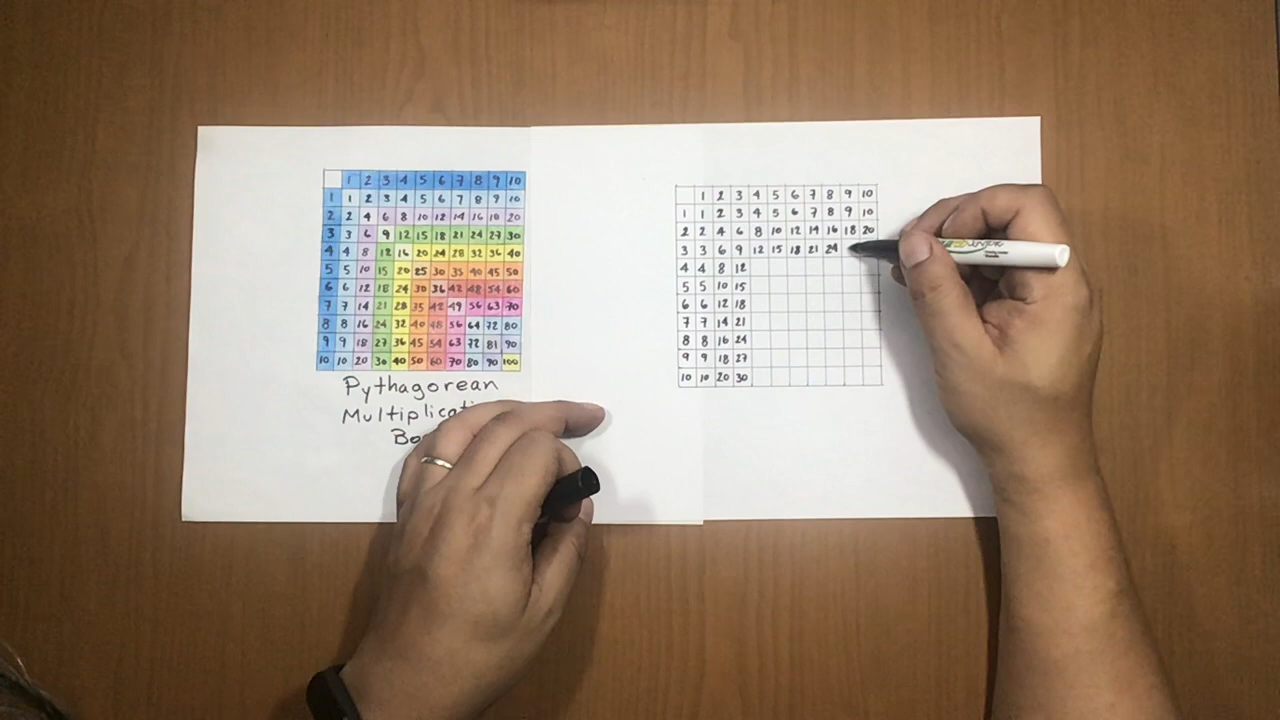 1 2 3 4 5 6 7 8 9 10
1 1 2 3 4 5 6 7 8 9 10
2 2 4 6 8 10 12 14 16 18 20
3 3 6 9 12 15 18 21 24 27 30
4 4 8 12 16 20 24 28 32 36 40
5 5 10 15 20 25 30 35 40 45 50
6 6 12 18 24 30 36 42 48 54 60
7 7 14 21 28 35 42 49 56 63 70
8 8 16 24 32 40 48 56 64 72 80
9 9 18 27 36 45 54 63 72 81 90
10 10 20 30 40 50 60 70 80 90 100
Pythagorean
Multiplicati
Bo
1 2 3 4 5 6 7 8 9 10
1 1 2 3 4 5 6 7 8 9 10
2 2 4 6 8 10 12 14 16 18 20
3 3 6 9 12 15 18 21 24
4 4 8 12
5 5 10 15
6 6 12 18
7 7 14 21
8 8 16 24
9 9 18 27
10 10 20 30